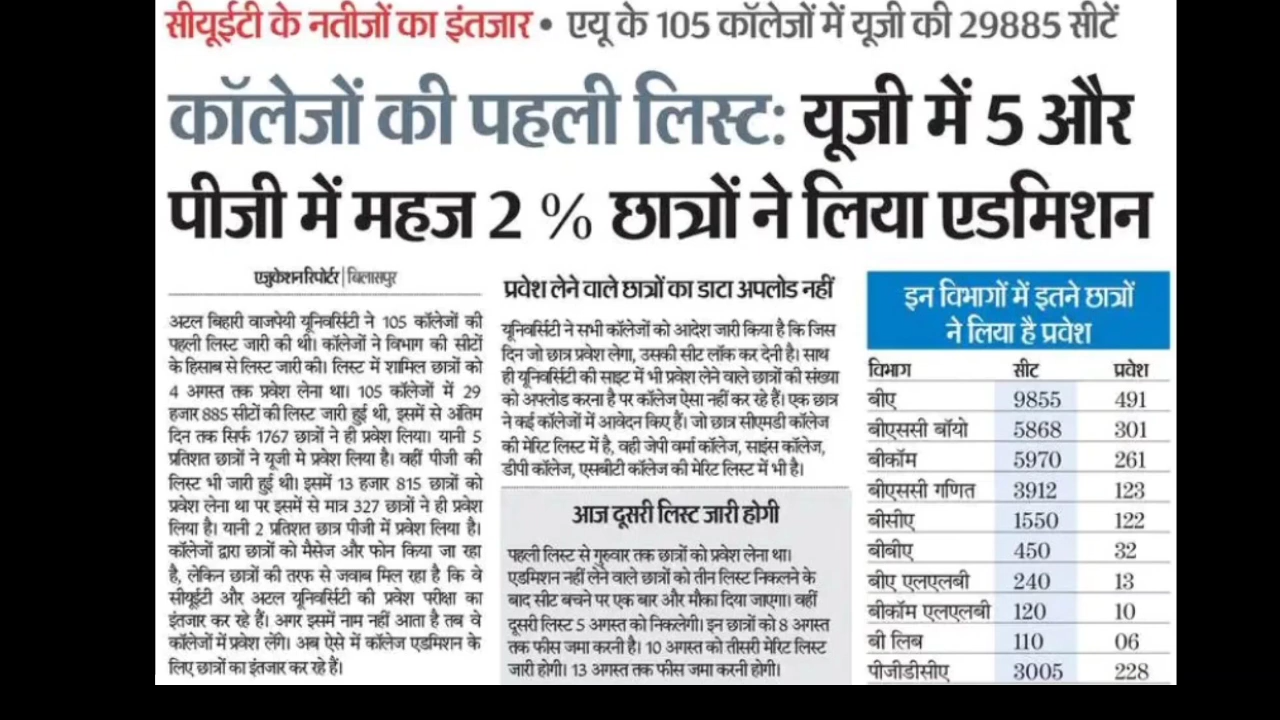 सीयूईटी के नतीजों का इंतजार • एयू के 105 कॉलेजों में यूजी की 29885 सीटें
कॉलेजों की पहली लिस्ट: यूजी में 5 और
पीजी में महज 2 % छात्रों ने लिया एडमिशन
एजुकेशन रिपोर्टर | बिलासपुर
अटल बिहारी वाजपेयी यूनिवर्सिटी ने 105 कॉलेजों की
पहली लिस्ट जारी की थी। कॉलेजों ने विभाग की सीटों
के हिसाब से लिस्ट जारी की। लिस्ट में शामिल छात्रों को
4 अगस्त तक प्रवेश लेना था। 105 कॉलेजों में 29
हजार 885 सीटों की लिस्ट जारी हुई थी, इसमें से अंतिम
दिन तक सिर्फ 1767 छात्रों ने ही प्रवेश लिया। यानी 5
प्रतिशत छात्रों ने यूजी मे प्रवेश लिया है। वहीं पीजी की
लिस्ट भी जारी हुई थी। इसमें 13 हजार 815 छात्रों को
प्रवेश लेना था पर इसमें से मात्र 327 छात्रों ने ही प्रवेश
लिया है। यानी 2 प्रतिशत छात्र पीजी में प्रवेश लिया है।
कॉलेजों द्वारा छात्रों को मैसेज और फोन किया जा रहा
है, लेकिन छात्रों की तरफ से जवाब मिल रहा है कि वे
सीयूईटी और अटल यूनिवर्सिटी की प्रवेश परीक्षा का
इंतजार कर रहे हैं। अगर इसमें नाम नहीं आता है तब वे
कॉलेजों में प्रवेश लेंगे। अब ऐसे में कॉलेज एडमिशन के
लिए छात्रों का इंतजार कर रहे हैं।
प्रवेश लेने वाले छात्रों का डाटा अपलोड नहीं
यूनिवर्सिटी ने सभी कॉलेजों को आदेश जारी किया है कि जिस
दिन जो छात्र प्रवेश लेगा, उसकी सीट लॉक कर देनी है। साथ
ही यूनिवर्सिटी की साइट में भी प्रवेश लेने वाले छात्रों की संख्या
को अपलोड करना है पर कॉलेज ऐसा नहीं कर रहे हैं। एक छात्र
ने कई कॉलेजों में आवेदन किए हैं। जो छात्र सीएमडी कॉलेज
की मेरिट लिस्ट में है, वही जेपी वर्मा कॉलेज, साइंस कॉलेज,
डीपी कॉलेज, एसबीटी कॉलेज की मेरिट लिस्ट में भी है।
आज दूसरी लिस्ट जारी होगी
पहली लिस्ट से गुरुवार तक छात्रों को प्रवेश लेना था।
एडमिशन नहीं लेने वाले छात्रों को तीन लिस्ट निकलने के
बाद सीट बचने पर एक बार और मौका दिया जाएगा। वहीं
दूसरी लिस्ट 5 अगस्त को निकलेगी। इन छात्रों को 8 अगस्त
तक फीस जमा करनी है। 10 अगस्त को तीसरी मेरिट लिस्ट
जारी होगी। 13 अगस्त तक फीस जमा करनी होगी।
इन विभागों में इतने छात्रों
ने लिया है प्रवेश
विभाग सीट प्रवेश
बीए 9855 491
बीएससी बॉयो 5868 301
बीकॉम 5970 261
बीएससी गणित 3912 123
बीसीए 1550 122
बीबीए 450 32
बीए एलएलबी 240 13
बीकॉम एलएलबी 120 10
बी लिब 110 06
पीजीडीसीए 3005 228